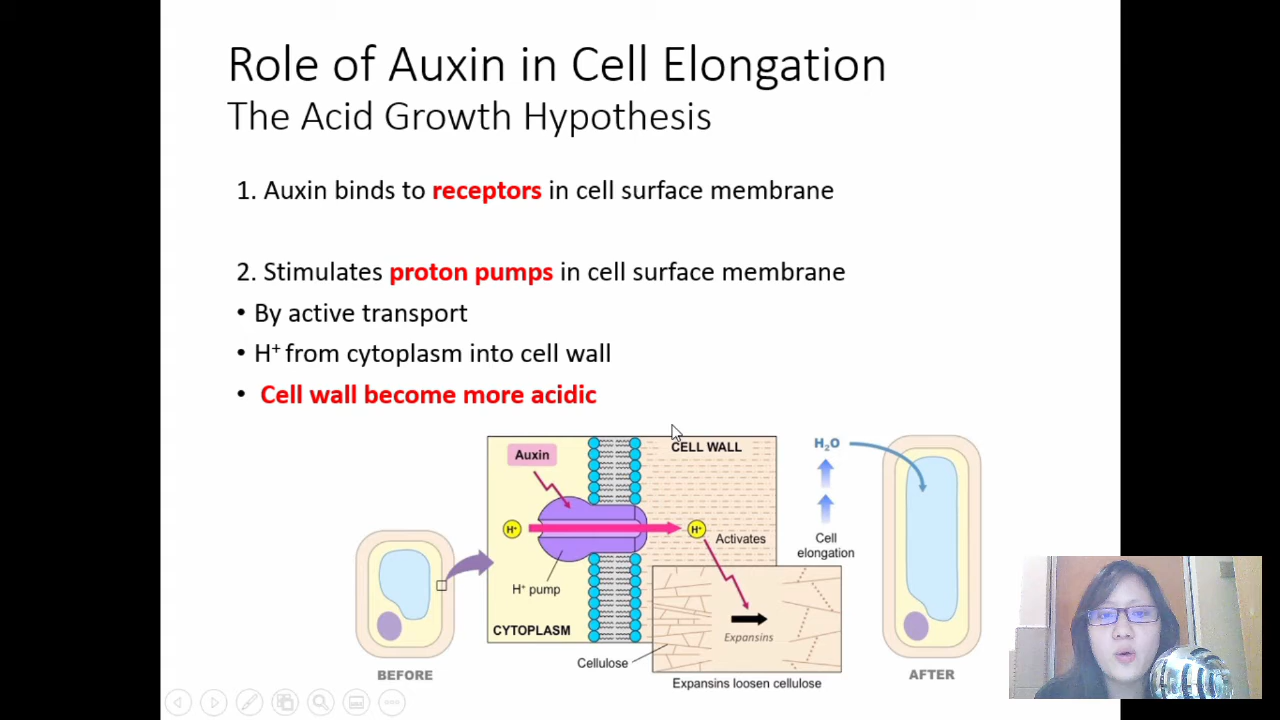 Role of Auxin in Cell Elongation
The Acid Growth Hypothesis
1. Auxin binds to receptors in cell surface membrane
2. Stimulates proton pumps in cell surface membrane
• By active transport
• H⁺ from cytoplasm into cell wall
• Cell wall become more acidic
Auxin
CELL WALL
H⁺
H⁺
Activates
H⁺ pump
CYTOPLASM
Expansins
Cellulose
Expansins loosen cellulose
BEFORE
H₂O
Cell
elongation
AFTER